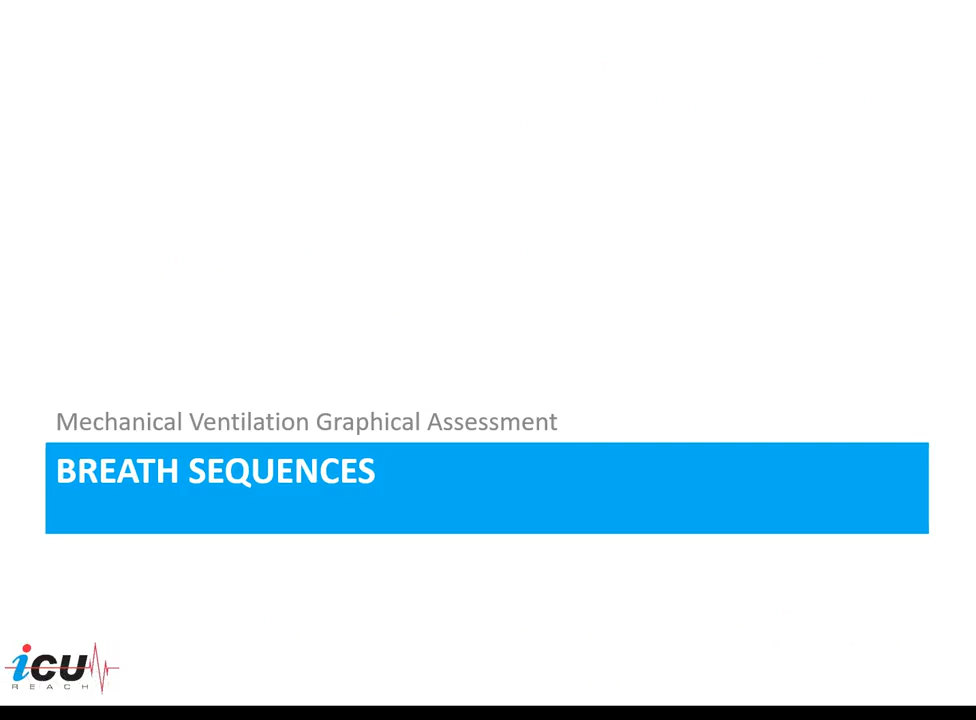 Mechanical Ventilation Graphical Assessment
BREATH SEQUENCES
icu
REACH